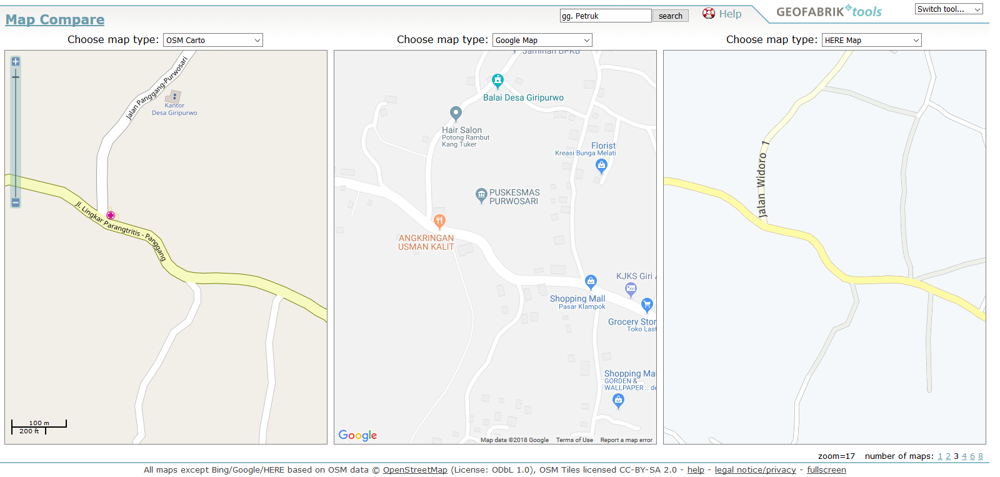 Map Compare
gg. Petruk
search
Help
GEOFABRIK tools
Switch tool...
Choose map type: OSM Carto
Choose map type: Google Map
Choose map type: HERE Map
Jalan Panggang-Purwosari
Kantor
Desa Giripurwo
Jl. Lingkar Parangtritis - Panggang
100 m
200 ft
Jaminan BPKB
Balai Desa Giripurwo
Hair Salon
Potong Rambut
Kang Tuker
Florist
Kreasi Bunga Melati
PUSKESMAS
PURWOSARI
ANGKRINGAN
USMAN KALIT
KJKS Giri
Shopping Mall
Pasar Klampok
Grocery Stor
Toko Last
Shopping Mal
GORDEN &
WALLPAPER .. de
Google
Map data ©2018 Google
Terms of Use
Report a map error
Jalan Widoro 1
zoom=17
number of maps: 1 2 3 4 6 8
All maps except Bing/Google/HERE based on OSM data © OpenStreetMap (License: ODbL 1.0), OSM Tiles licensed CC-BY-SA 2.0 - help - legal notice/privacy - fullscreen